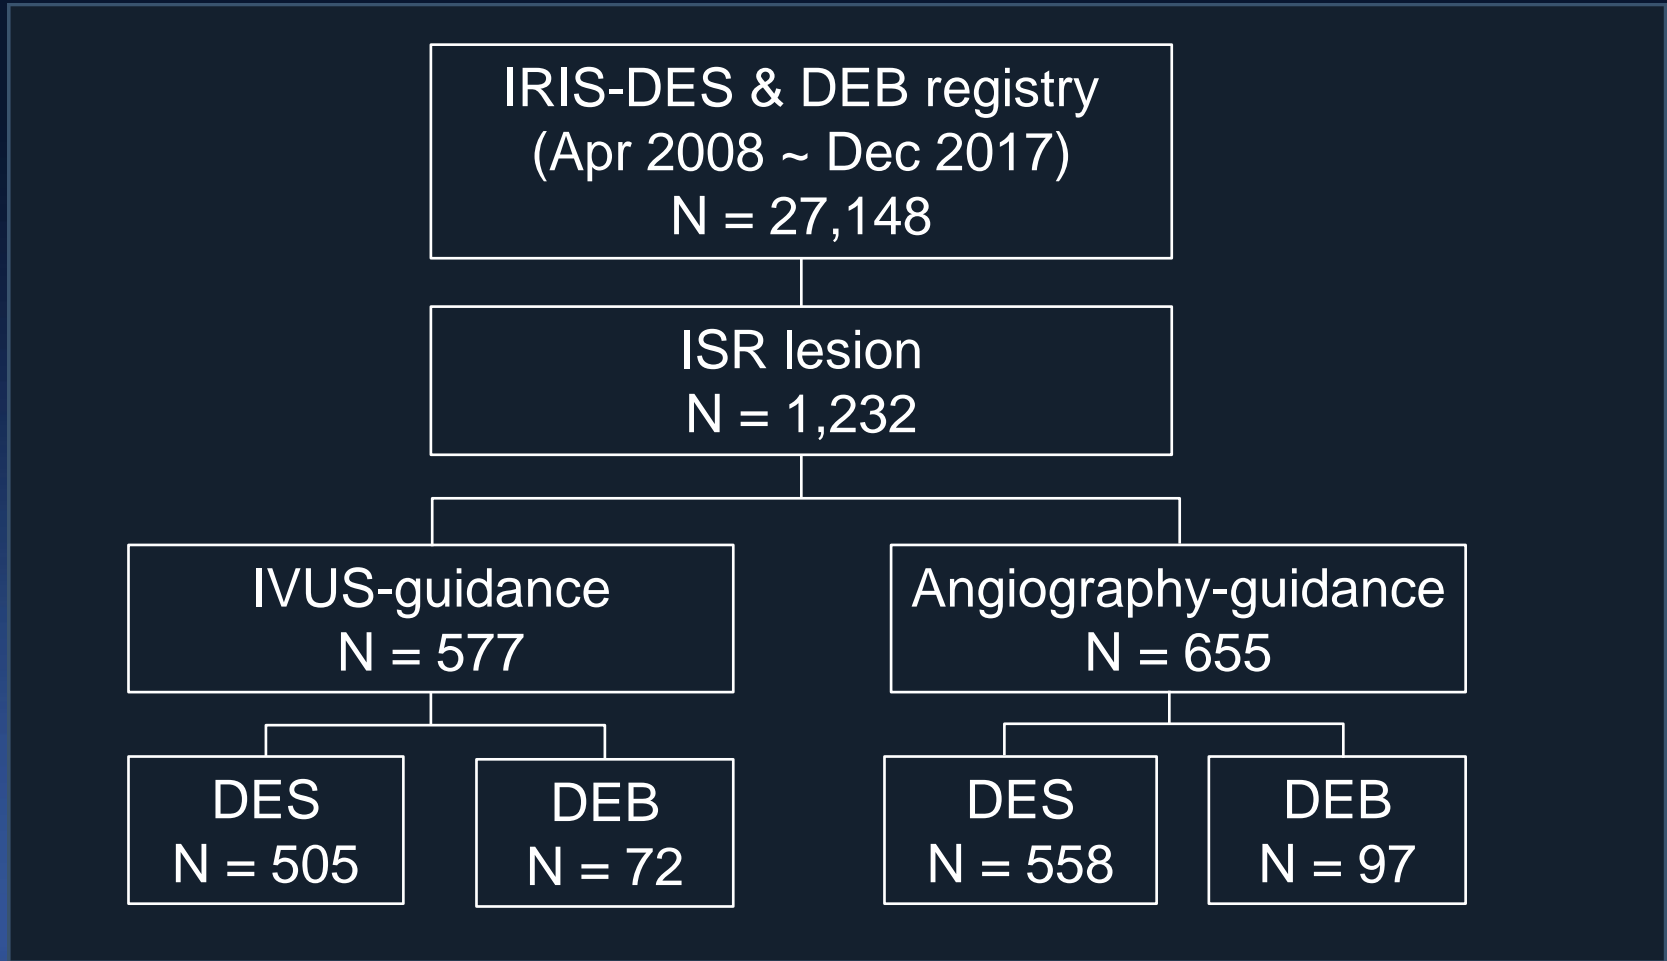 IRIS-DES & DEB registry
(Apr 2008 ~ Dec 2017)
N = 27,148
ISR lesion
N = 1,232
IVUS-guidance
N = 577
Angiography-guidance
N = 655
DES
N = 505
DEB
N = 72
DES
N = 558
DEB
N = 97